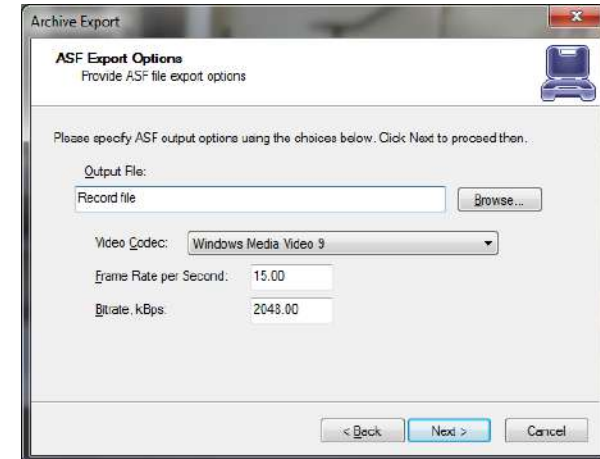 Archive Export
ASF Export Options
Provide ASF file export options
Please specify ASF output options using the choices below. Click Next to proceed then.
Output File:
Record file
Browse...
Video Codec: Windows Media Video 9
Frame Rate per Second: 15.00
Bitrate, kBps: 2048.00
< Back
Next >
Cancel